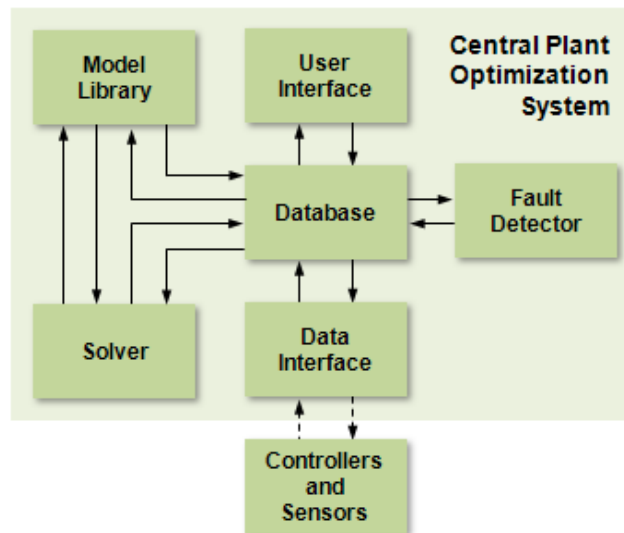 Model
Library
User
Interface
Central Plant
Optimization
System
Database
Fault
Detector
Solver
Data
Interface
Controllers
and
Sensors